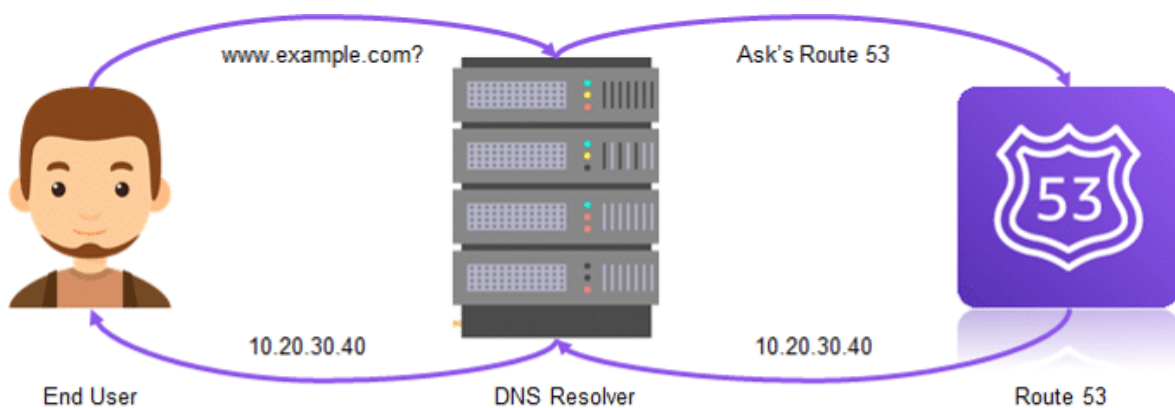 www.example.com?
Ask's Route 53
53
10.20.30.40
10.20.30.40
End User
DNS Resolver
Route 53